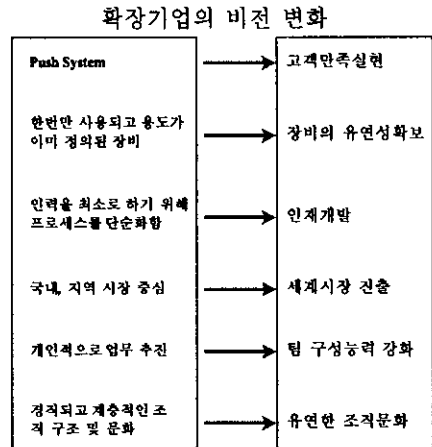 확장기업의 비전 변화
Push System
고객만족실현
한번만 사용되고 용도가
이미 정의된 장비
장비의 유연성확보
인력을 최소로 하기 위해
프로세스를 단순화함
인재개발
국내, 지역 시장 중심
세계시장 진출
개인적으로 업무 추진
팀 구성능력 강화
경직되고 계층적인 조
직 구조 및 문화
유연한 조직문화